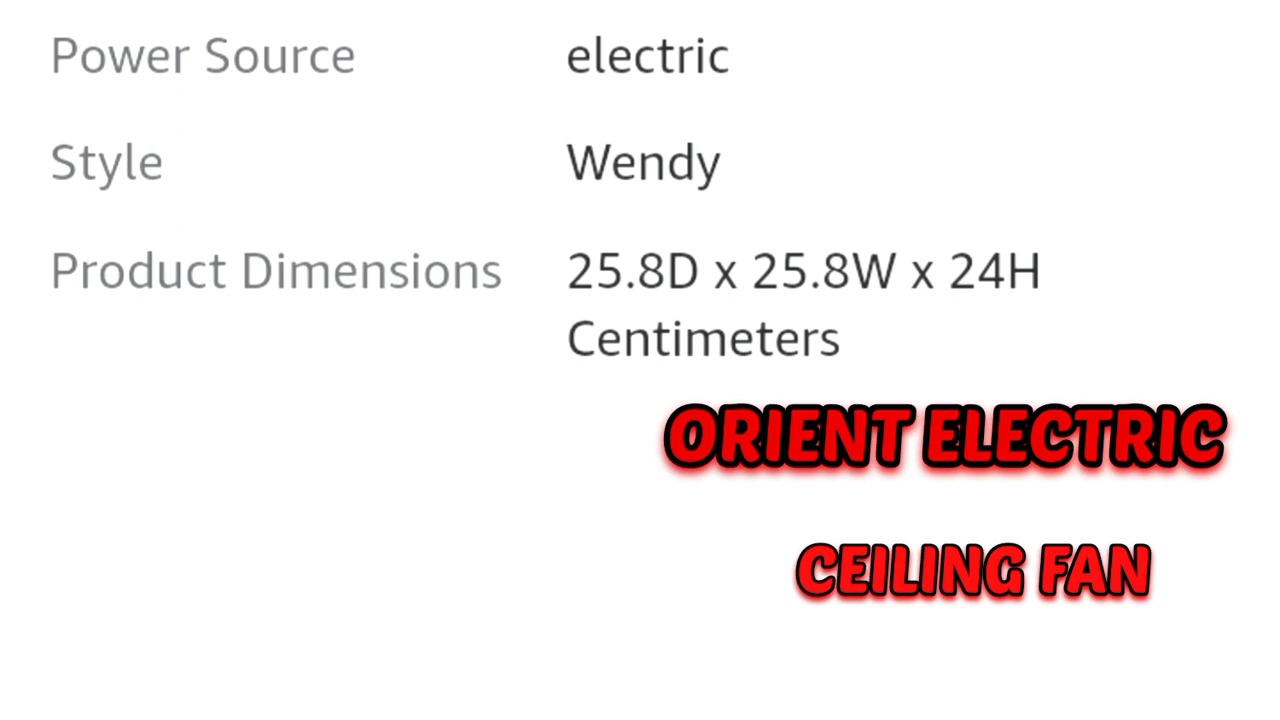 Power Source electric
Style Wendy
Product Dimensions 25.8D x 25.8W x 24H
Centimeters
ORIENT ELECTRIC
CEILING FAN